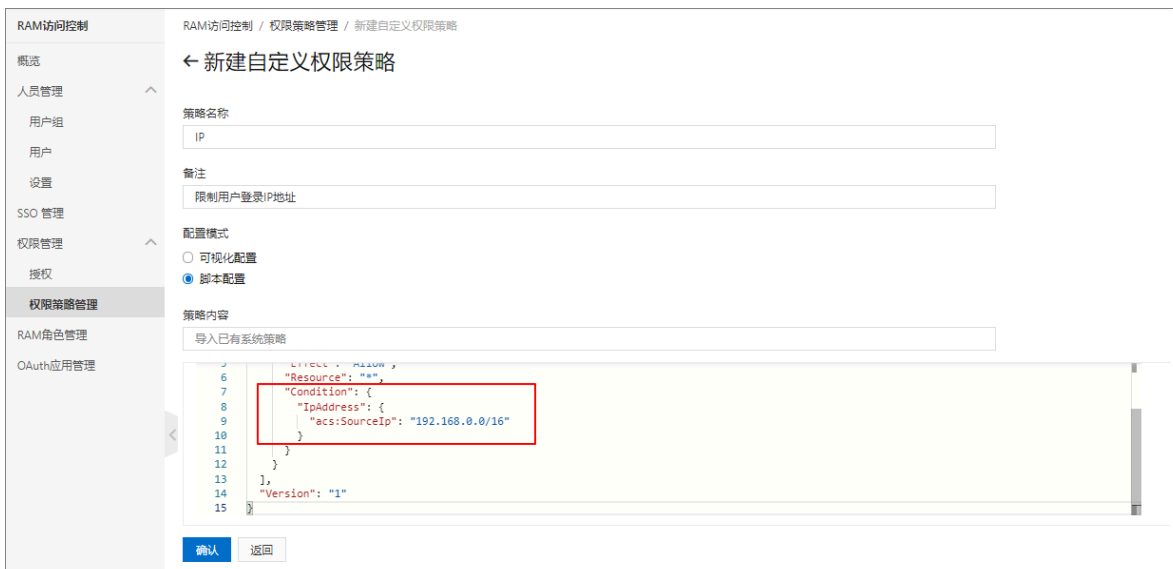 RAM访问控制
概览
人员管理
用户组
用户
设置
SSO 管理
权限管理
授权
权限策略管理
RAM角色管理
OAuth应用管理
RAM访问控制 / 权限策略管理 / 新建自定义权限策略
←新建自定义权限策略
策略名称
IP
备注
限制用户登录IP地址
配置模式
可视化配置
脚本配置
策略内容
导入已有系统策略
5 "Effect": "Allow",
6 "Resource": "*",
7 "Condition": {
8 "IpAddress": {
9 "acs:SourceIp": "192.168.0.0/16"
10 }
11 }
12 }
13 ],
14 "Version": "1"
15 }
确认 返回